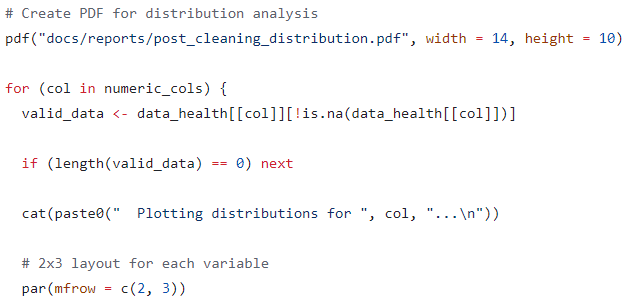 # Create PDF for distribution analysis
pdf("docs/reports/post_cleaning_distribution.pdf", width = 14, height = 10)

for (col in numeric_cols) {
  valid_data <- data_health[[col]][!is.na(data_health[[col]])]

  if (length(valid_data) == 0) next

  cat(paste0("  Plotting distributions for ", col, "...\n"))

  # 2x3 layout for each variable
  par(mfrow = c(2, 3))